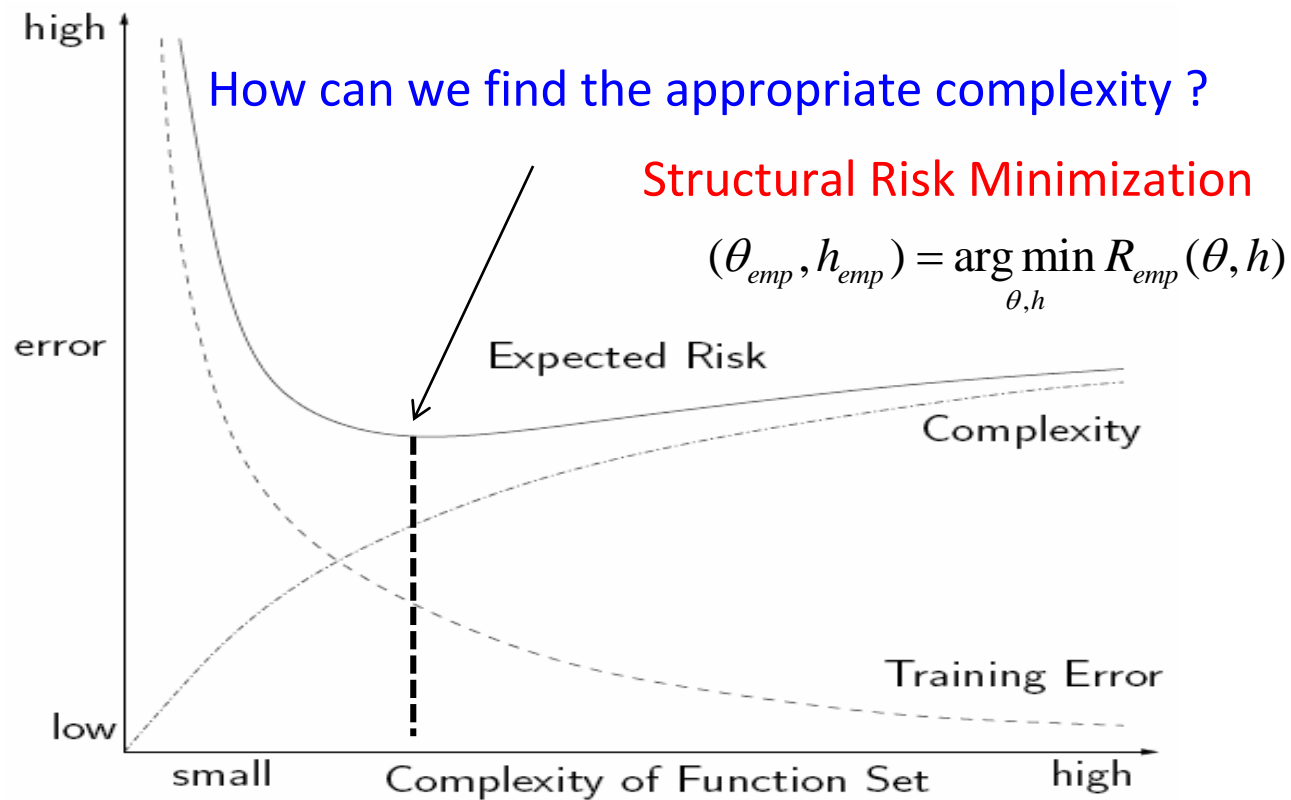 high
How can we find the appropriate complexity ?
Structural Risk Minimization
(θ_emp, h_emp) = arg min R_emp (θ, h)
θ,h
error
Expected Risk
Complexity
Training Error
low
small
Complexity of Function Set
high